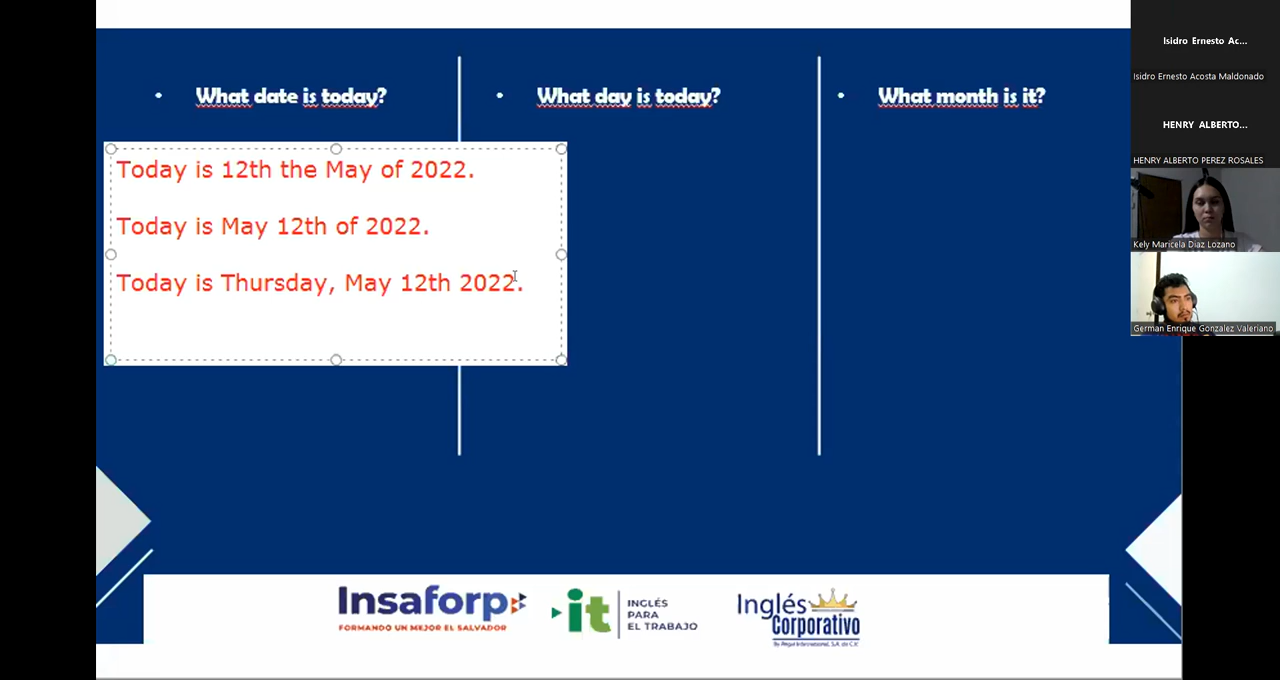 • What date is today?
• What day is today?
• What month is it?
Today is 12th the May of 2022.
Today is May 12th of 2022.
Today is Thursday, May 12th 2022.
Isidro Ernesto Ac...
Isidro Ernesto Acosta Maldonado
HENRY ALBERTO...
HENRY ALBERTO PEREZ ROSALES
Kely Maricela Diaz Lozano
German Enrique Gonzalez Valeriano
Insaforp
FORMANDO UN MEJOR EL SALVADOR
it
INGLÉS
PARA
EL TRABAJO
Inglés
Corporativo